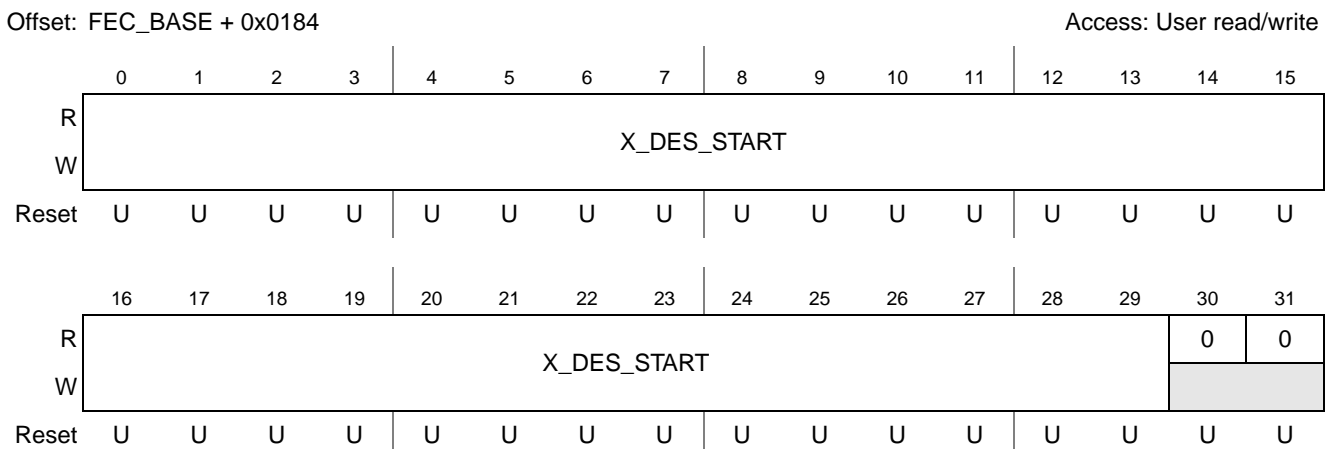 Offset: FEC_BASE + 0x0184 Access: User read/write
0 1 2 3 4 5 6 7 8 9 10 11 12 13 14 15
R
X_DES_START
W
Reset U U U U U U U U U U U U U U U U
16 17 18 19 20 21 22 23 24 25 26 27 28 29 30 31
R 0 0
X_DES_START
W
Reset U U U U U U U U U U U U U U U U